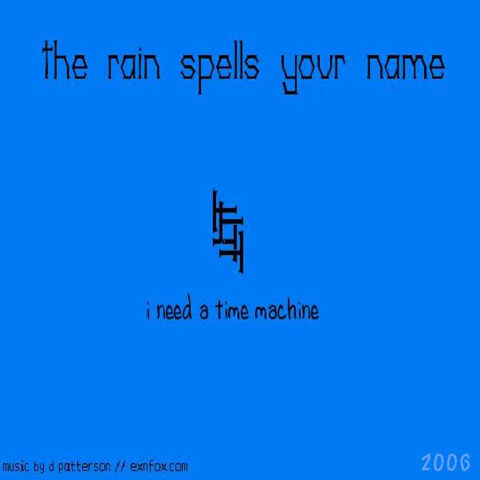 the rain spells your name
i need a time machine
music by d patterson // exnfox.com
2006